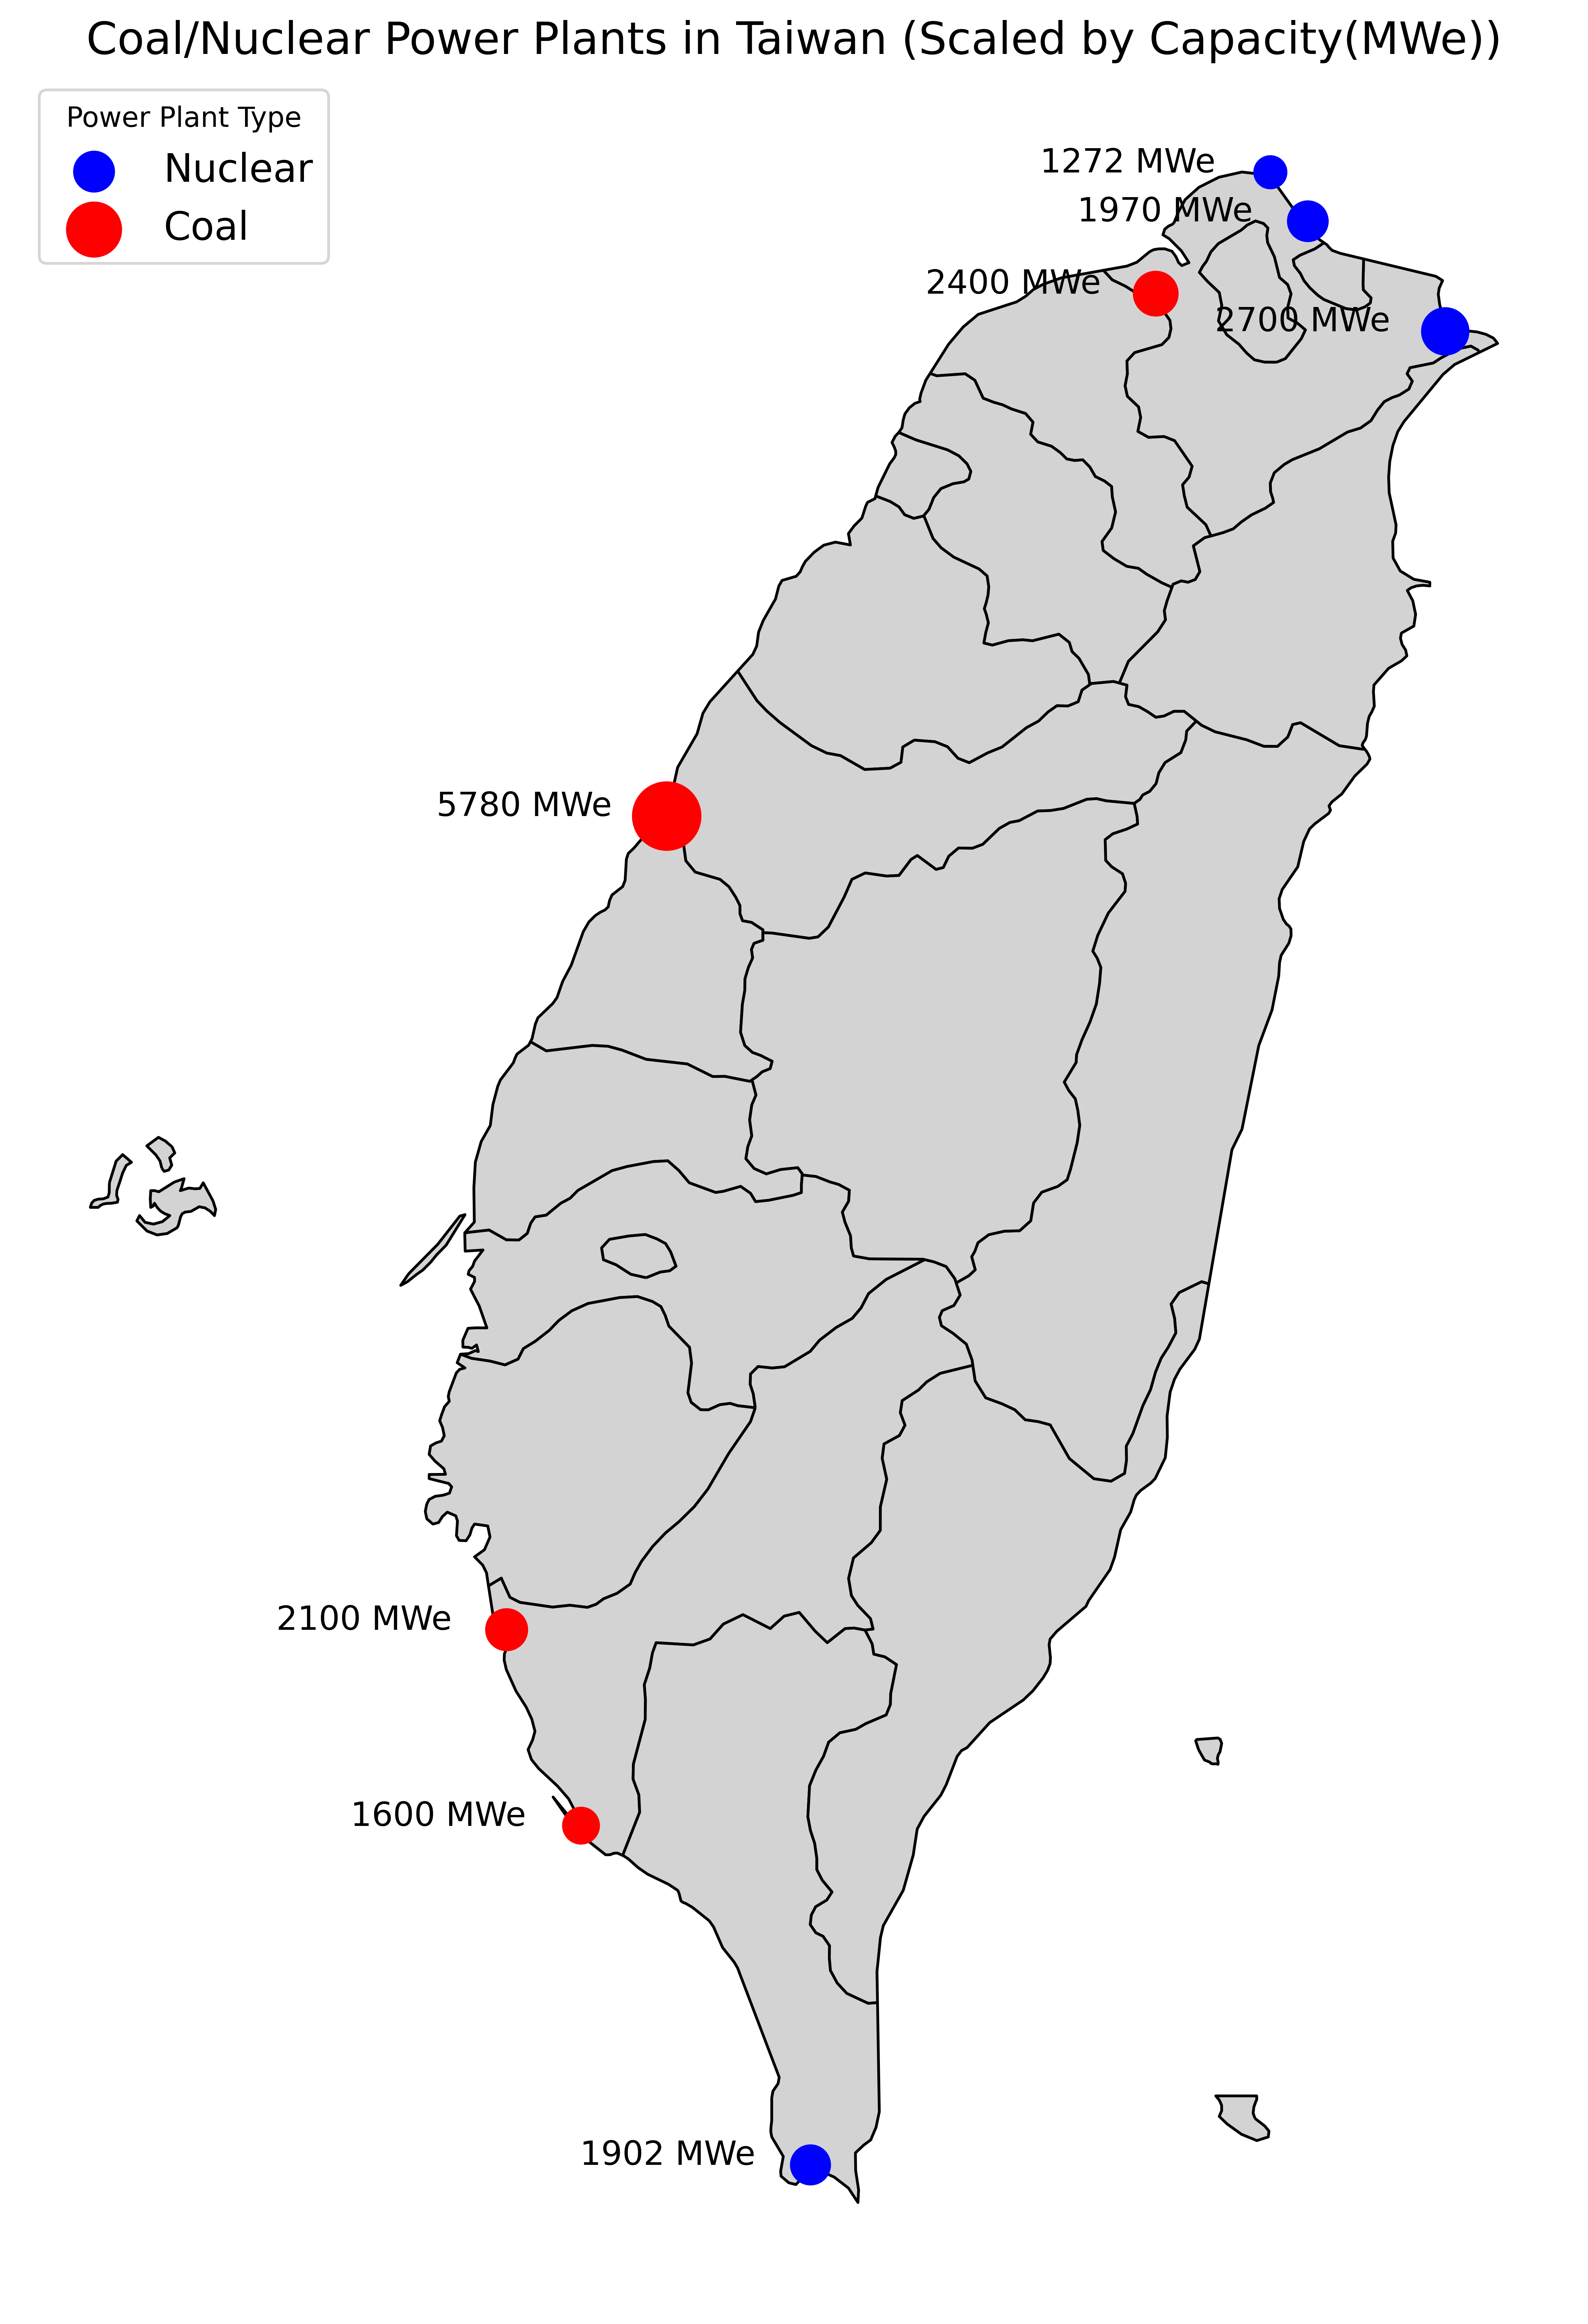 Coal/Nuclear Power Plants in Taiwan (Scaled by Capacity(MWe))
Power Plant Type
Nuclear
Coal
1272 MWe
1970 MWe
2400 MWe
2700 MWe
5780 MWe
2100 MWe
1600 MWe
1902 MWe